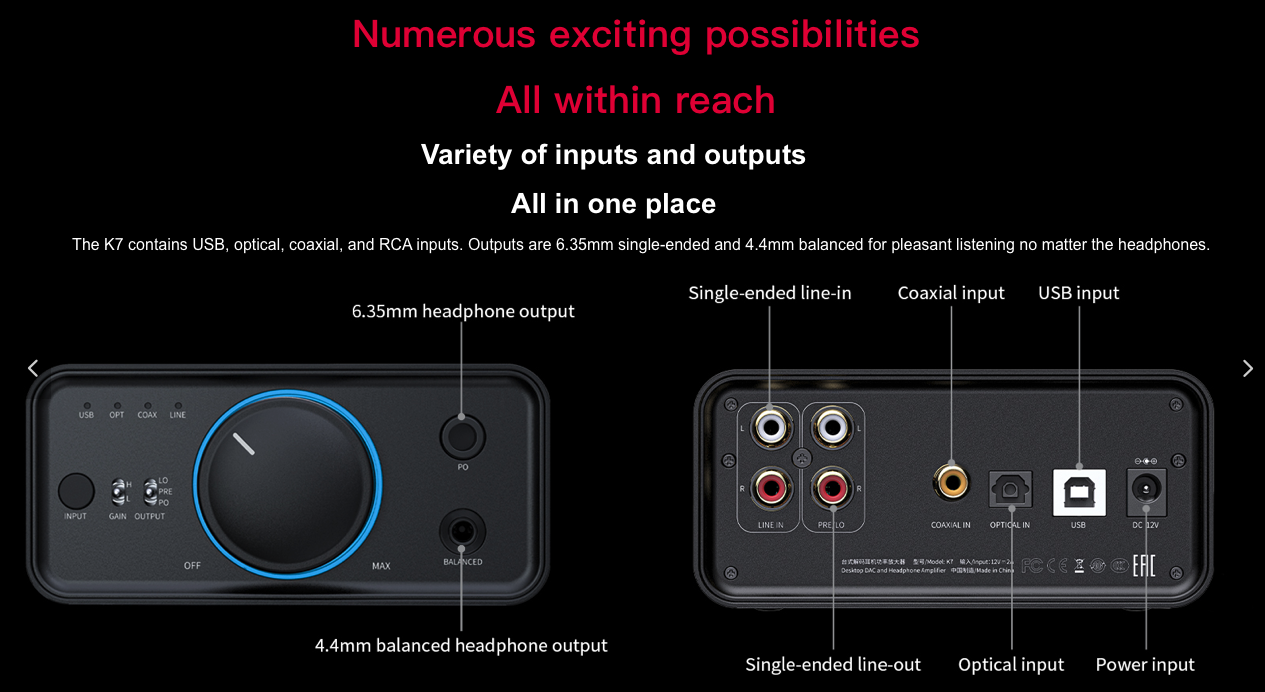 Numerous exciting possibilities
All within reach
Variety of inputs and outputs
All in one place
The K7 contains USB, optical, coaxial, and RCA inputs. Outputs are 6.35mm single-ended and 4.4mm balanced for pleasant listening no matter the headphones.
6.35mm headphone output
USB OPT COAX LINE
INPUT
H
L
GAIN
LO
PRE
PO
OUTPUT
OFF
MAX
PO
BALANCED
4.4mm balanced headphone output
Single-ended line-in
Coaxial input
USB input
L
R
LINE IN
L
R
PRE/LO
COAXIAL IN
OPTICAL IN
USB
DC 12V
台式解码耳机功率放大器 型号/Model: K7 输入/Input: 12V⎓2A
Desktop DAC and Headphone Amplifier 中国制造/Made in China
FC CE EAC
Single-ended line-out
Optical input
Power input